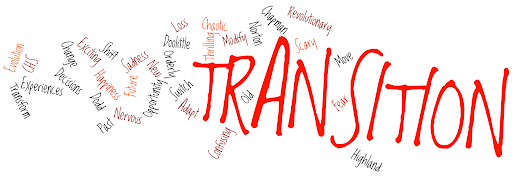 Evolution
CHS
Transform
Experiences
Change
Decisions
Exciting
Shift
Happiness
Dodd
Past
Sadness
Future
Nervous
New
Opportunity
Loss
Doolittle
Orderly
Switch
Adapt
Chaotic
Thrilling
Modify
Confusing
Old
Norton
Chapman
Revolutionary
Scary
Move
Fear
Highland
TRANSITION